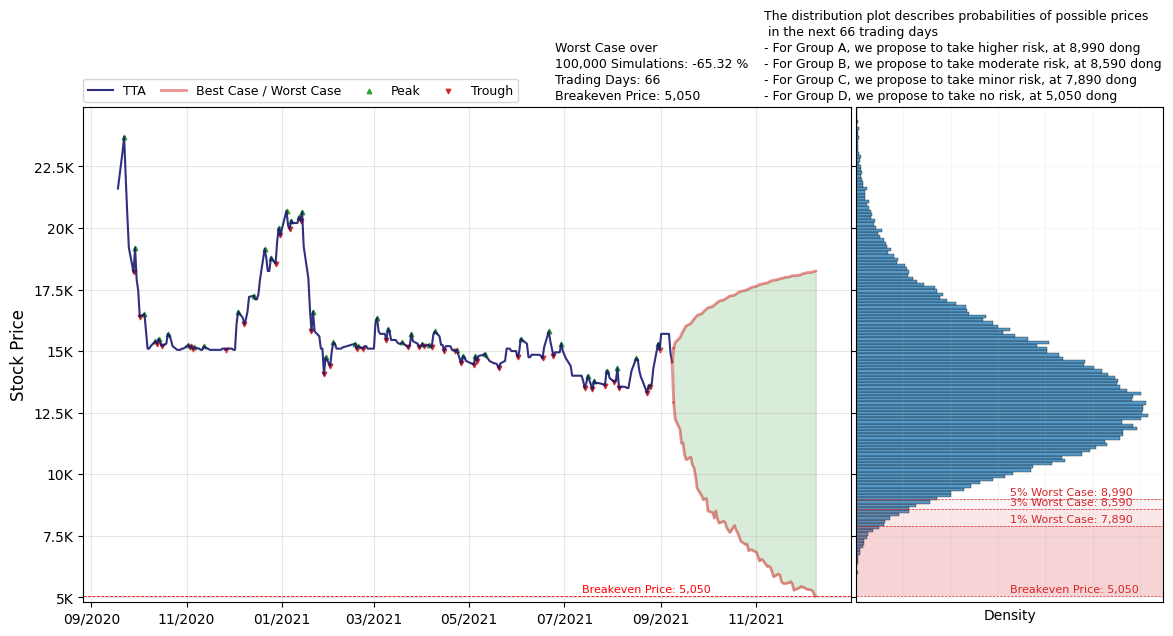 The distribution plot describes probabilities of possible prices
in the next 66 trading days
- For Group A, we propose to take higher risk, at 8,990 dong
- For Group B, we propose to take moderate risk, at 8,590 dong
- For Group C, we propose to take minor risk, at 7,890 dong
- For Group D, we propose to take no risk, at 5,050 dong
Worst Case over
100,000 Simulations: -65.32 %
Trading Days: 66
Breakeven Price: 5,050
TTA
Best Case / Worst Case
Peak
Trough
Stock Price
22.5K
20K
17.5K
15K
12.5K
10K
7.5K
5K
Breakeven Price: 5,050
09/2020
11/2020
01/2021
03/2021
05/2021
07/2021
09/2021
11/2021
5% Worst Case: 8,990
3% Worst Case: 8,590
1% Worst Case: 7,890
Breakeven Price: 5,050
Density